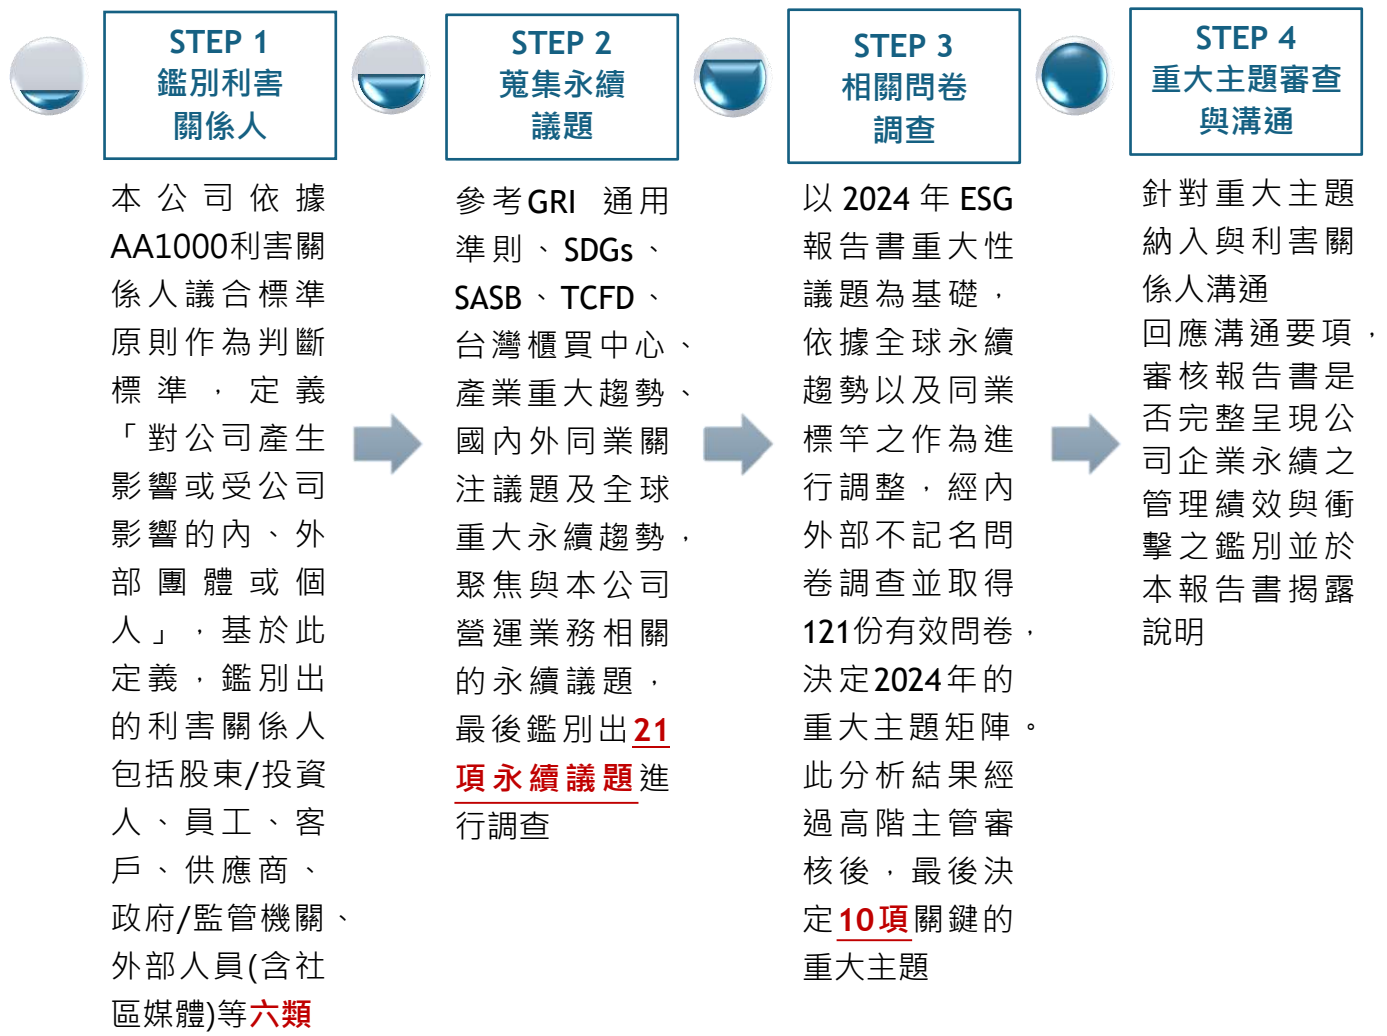 STEP 1
鑑別利害
關係人
本公司依據
AA1000利害關
係人議合標準
原則作為判斷
標準，定義
「對公司產生
影響或受公司
影響的內、外
部團體或個
人」，基於此
定義，鑑別出
的利害關係人
包括股東/投資
人、員工、客
戶、供應商、
政府/監管機關、
外部人員(含社
區媒體)等六類
STEP 2
蒐集永續
議題
參考GRI 通用
準則、SDGs、
SASB、TCFD、
台灣櫃買中心、
產業重大趨勢、
國內外同業關
注議題及全球
重大永續趨勢，
聚焦與本公司
營運業務相關
的永續議題，
最後鑑別出21
項永續議題進
行調查
STEP 3
相關問卷
調查
以 2024 年 ESG
報告書重大性
議題為基礎，
依據全球永續
趨勢以及同業
標竿之作為進
行調整，經內
外部不記名問
卷調查並取得
121份有效問卷，
決定2024年的
重大主題矩陣。
此分析結果經
過高階主管審
核後，最後決
定10項關鍵的
重大主題
STEP 4
重大主題審查
與溝通
針對重大主題
納入與利害關
係人溝通
回應溝通要項，
審核報告書是
否完整呈現公
司企業永續之
管理績效與衝
擊之鑑別並於
本報告書揭露
說明